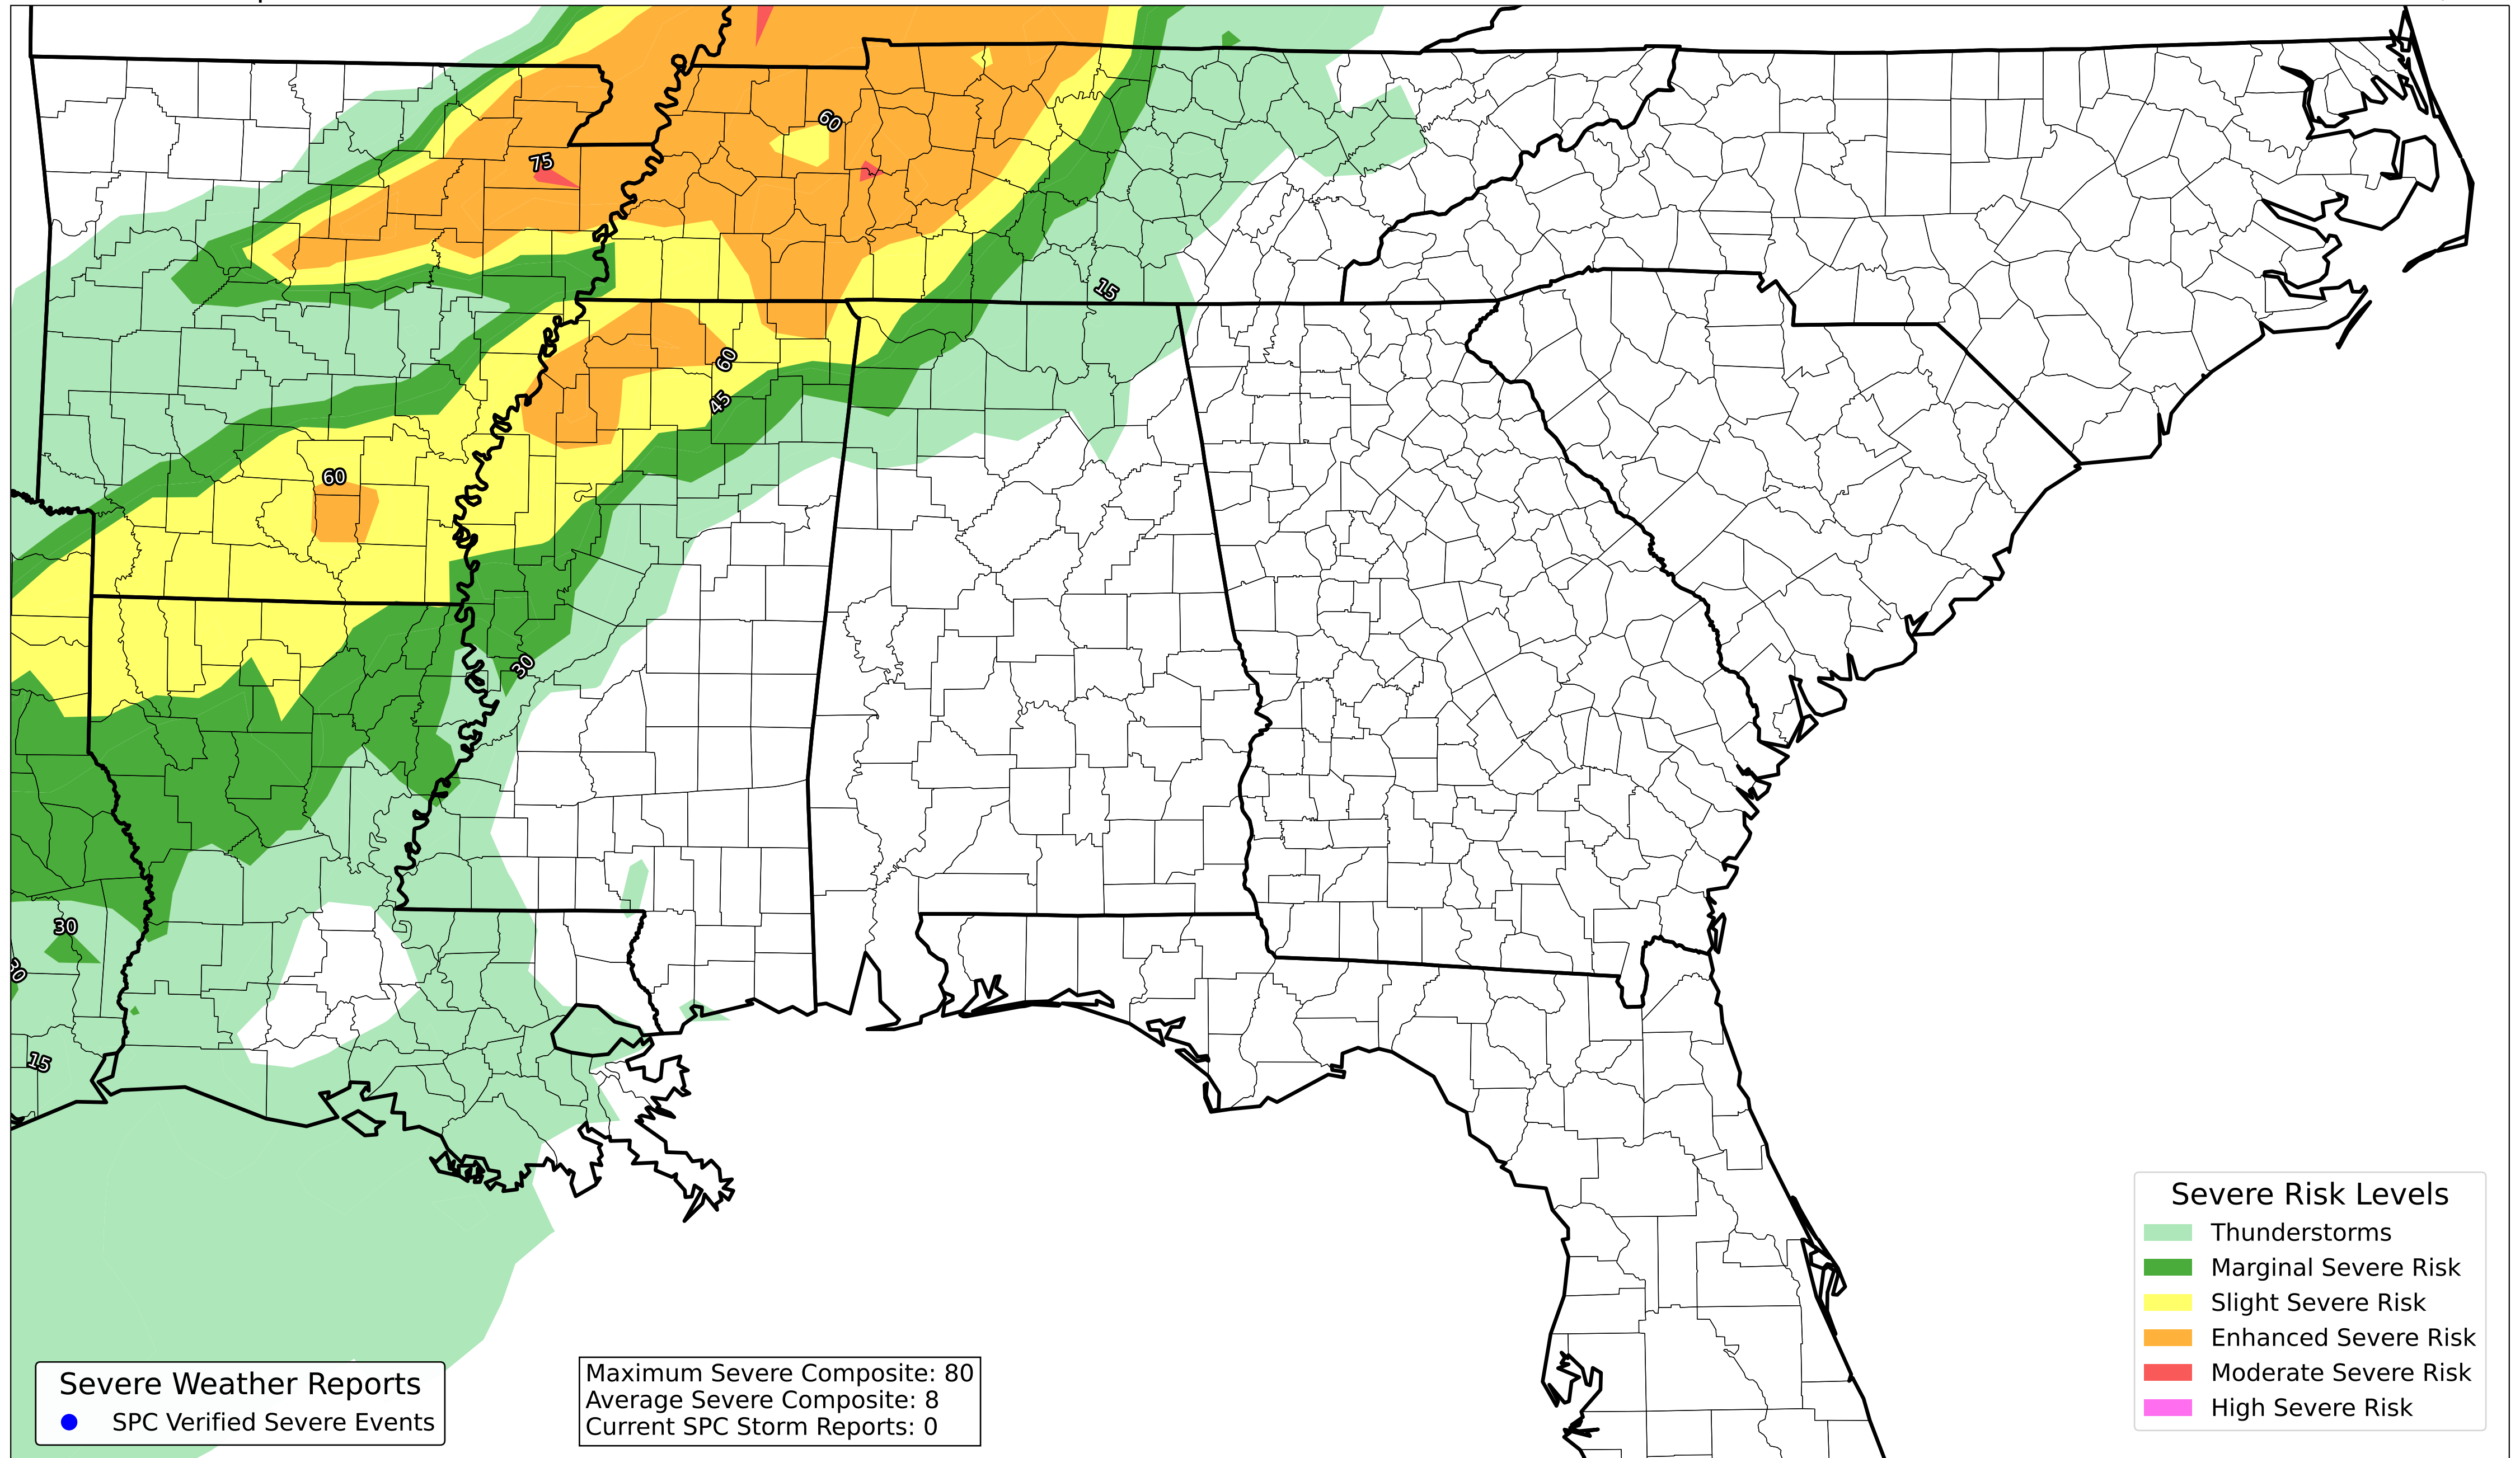 60
75
15
60
45
60
30
30
15
Severe Risk Levels
Thunderstorms
Marginal Severe Risk
Slight Severe Risk
Enhanced Severe Risk
Moderate Severe Risk
High Severe Risk
Severe Weather Reports
SPC Verified Severe Events
Maximum Severe Composite: 80
Average Severe Composite: 8
Current SPC Storm Reports: 0